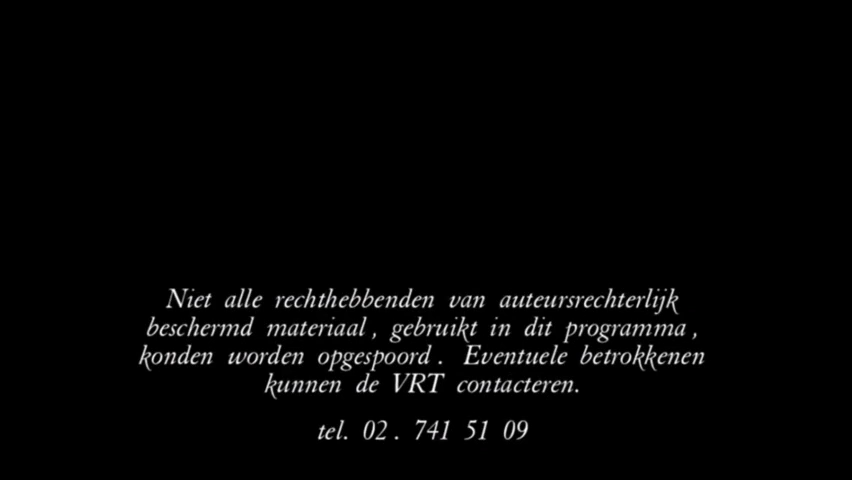 Niet alle rechthebbenden van auteursrechterlijk
beschermd materiaal, gebruikt in dit programma,
konden worden opgespoord. Eventuele betrokkenen
kunnen de VRT contacteren.
tel. 02. 741 51 09